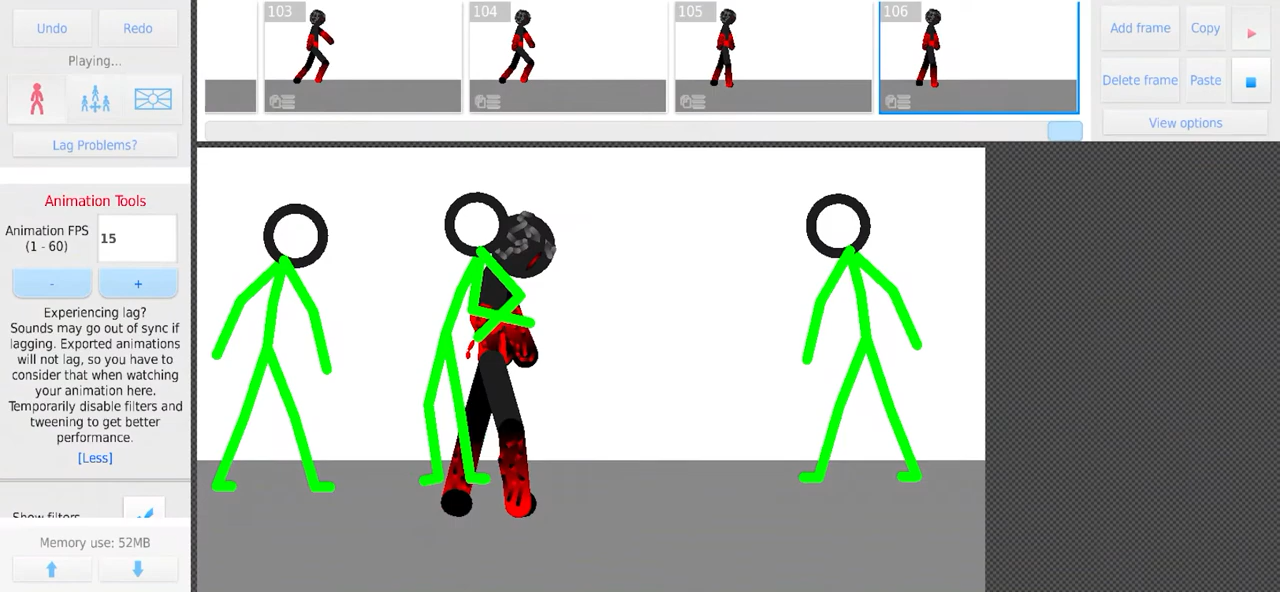 Undo
Redo
Playing...
Lag Problems?
Animation Tools
Animation FPS
(1 - 60)
15
-
+
Experiencing lag?
Sounds may go out of sync if
lagging. Exported animations
will not lag, so you have to
consider that when watching
your animation here.
Temporarily disable filters and
tweening to get better
performance.
[Less]
Show filters
Memory use: 52MB
103
104
105
106
Add frame
Copy
Delete frame
Paste
View options